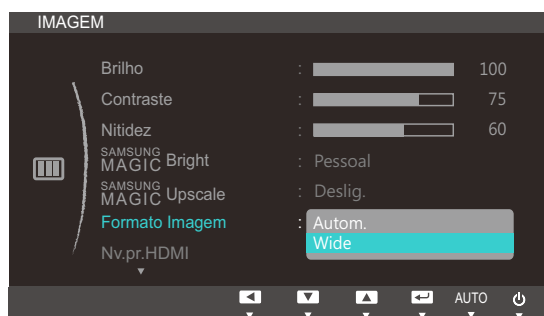 IMAGEM
Brilho : 100
Contraste : 75
Nitidez : 60
SAMSUNG MAGIC Bright : Pessoal
SAMSUNG MAGIC Upscale : Deslig.
Formato Imagem : Autom.
Wide
Nv.pr.HDMI
AUTO